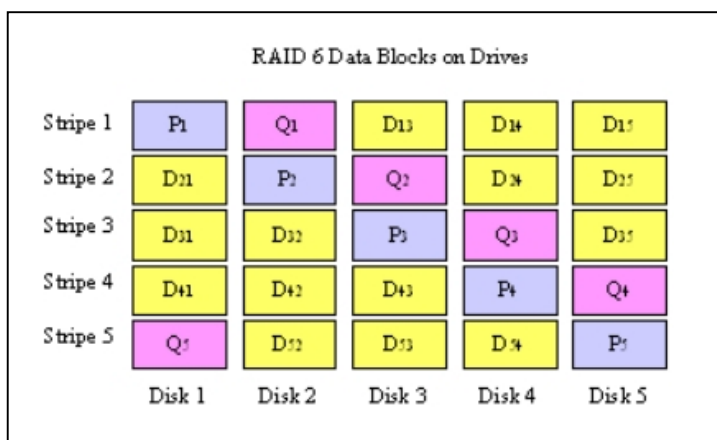 RAID 6 Data Blocks on Drives
Stripe 1 P1 Q1 D13 D14 D15
Stripe 2 D21 P2 Q2 D24 D25
Stripe 3 D31 D32 P3 Q3 D35
Stripe 4 D41 D42 D43 P4 Q4
Stripe 5 Q5 D52 D53 D54 P5
Disk 1 Disk 2 Disk 3 Disk 4 Disk 5